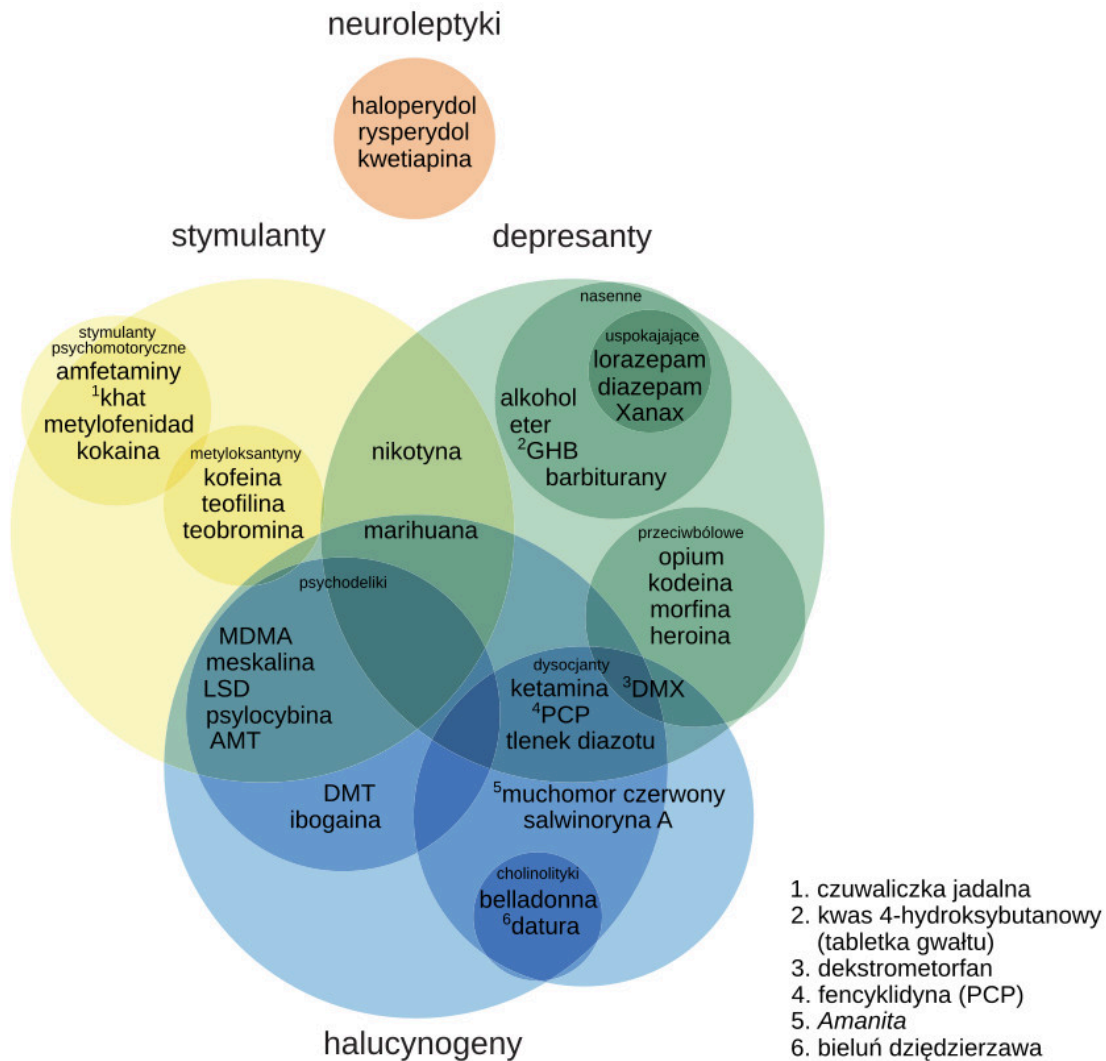 neuroleptyki
haloperydol
rysperydol
kwetiapina
stymulanty
depresanty
stymulanty
psychomotoryczne
amfetaminy
¹khat
metylofenidad
kokaina
metyloksantyny
kofeina
teofilina
teobromina
nikotyna
marihuana
nasenne
uspokajające
lorazepam
diazepam
Xanax
alkohol
eter
²GHB
barbiturany
przeciwbólowe
opium
kodeina
morfina
heroina
psychodeliki
MDMA
meskalina
LSD
psylocybina
AMT
dysocjanty
ketamina ³DMX
⁴PCP
tlenek diazotu
DMT
ibogaina
⁵muchomor czerwony
salwinoryna A
cholinolityki
belladonna
⁶datura
halucynogeny
1. czuwaliczka jadalna
2. kwas 4-hydroksybutanowy
(tabletka gwałtu)
3. dekstrometorfan
4. fencyklidyna (PCP)
5. Amanita
6. bieluń dziędzierzawa